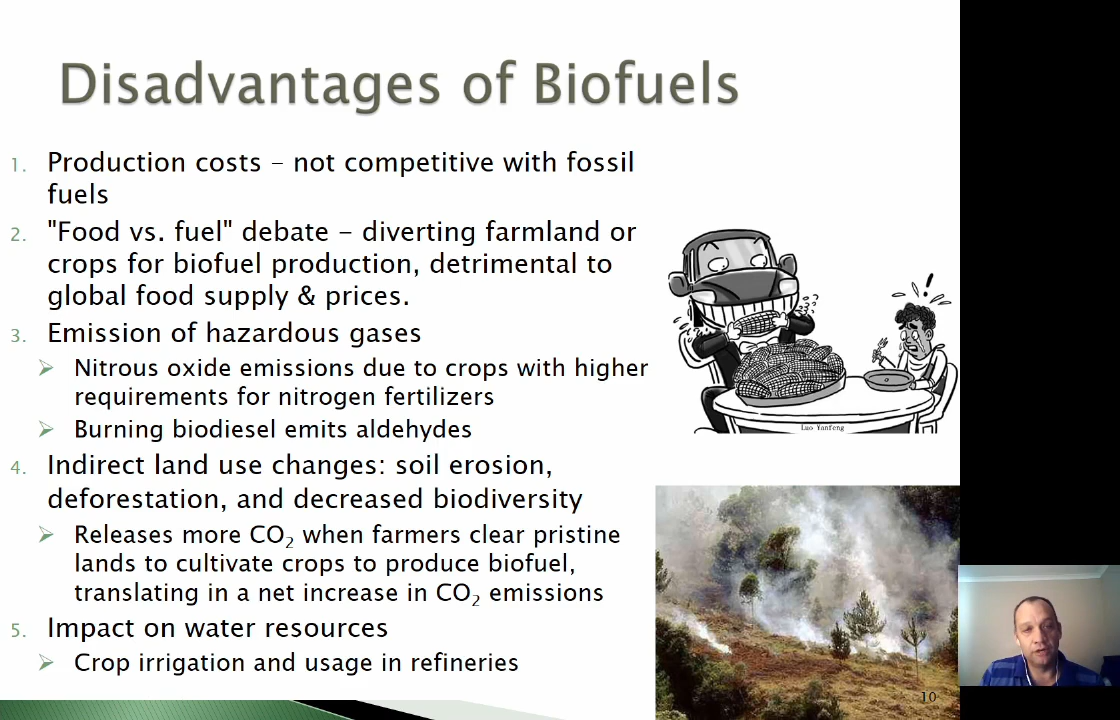 Disadvantages of Biofuels
1. Production costs – not competitive with fossil
fuels
2. "Food vs. fuel" debate – diverting farmland or
crops for biofuel production, detrimental to
global food supply & prices.
3. Emission of hazardous gases
Nitrous oxide emissions due to crops with higher
requirements for nitrogen fertilizers
Burning biodiesel emits aldehydes
4. Indirect land use changes: soil erosion,
deforestation, and decreased biodiversity
Releases more CO₂ when farmers clear pristine
lands to cultivate crops to produce biofuel,
translating in a net increase in CO₂ emissions
5. Impact on water resources
Crop irrigation and usage in refineries
!
Luo Yanfeng
10